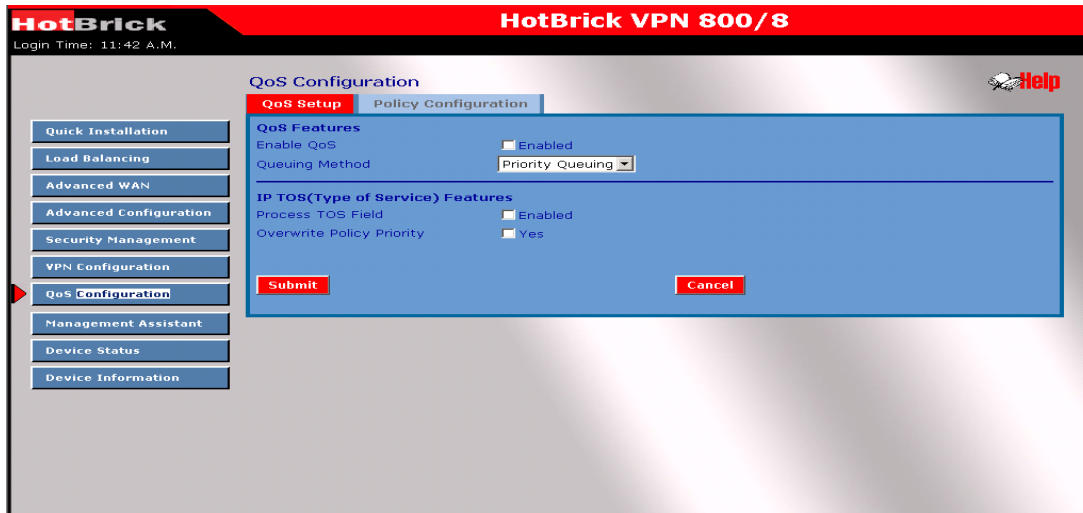 HotBrick
HotBrick VPN 800/8
Login Time: 11:42 A.M.
QoS Configuration
Help
QoS Setup
Policy Configuration
Quick Installation
Load Balancing
Advanced WAN
Advanced Configuration
Security Management
VPN Configuration
QoS Configuration
Management Assistant
Device Status
Device Information
QoS Features
Enable QoS Enabled
Queuing Method Priority Queuing
IP TOS(Type of Service) Features
Process TOS Field Enabled
Overwrite Policy Priority Yes
Submit
Cancel